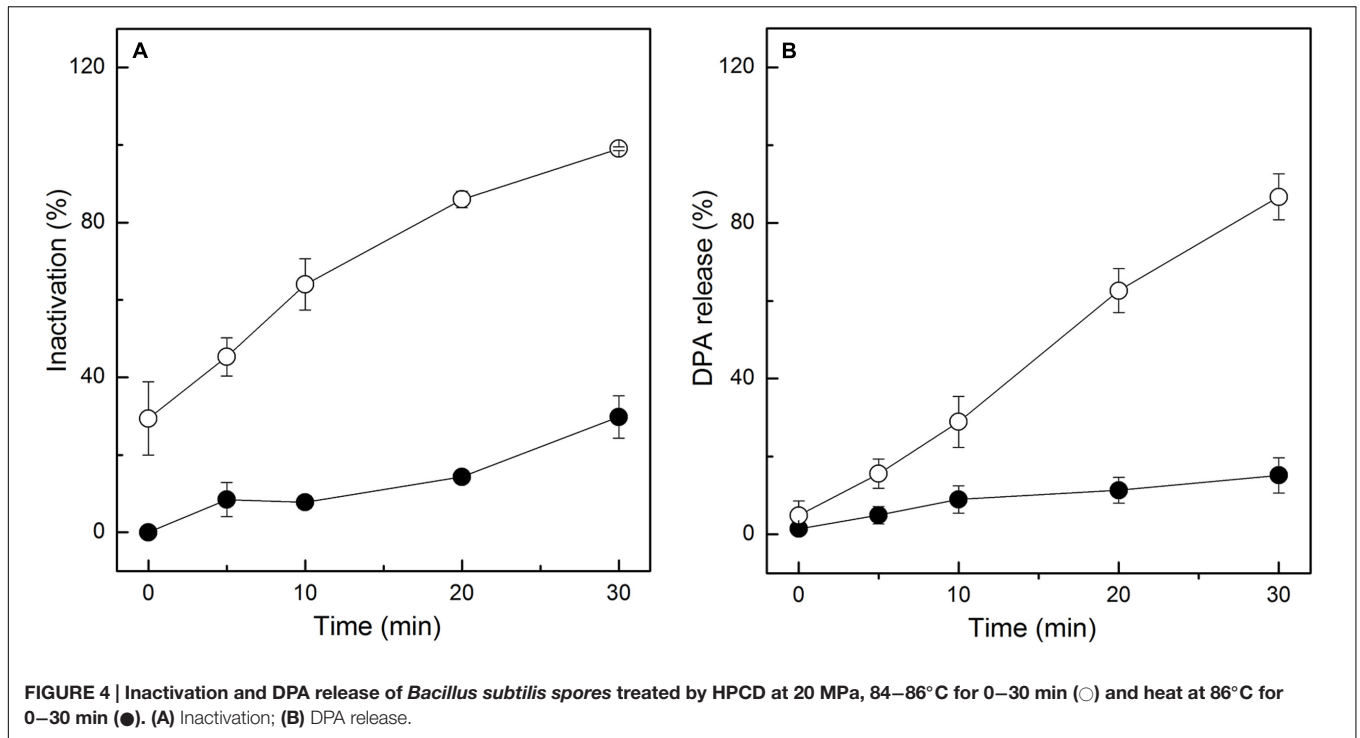 A
120
80
40
0
Inactivation (%)
0
10
20
30
Time (min)
B
120
80
40
0
DPA release (%)
0
10
20
30
Time (min)
FIGURE 4 | Inactivation and DPA release of Bacillus subtilis spores treated by HPCD at 20 MPa, 84–86°C for 0–30 min (○) and heat at 86°C for
0–30 min (●). (A) Inactivation; (B) DPA release.